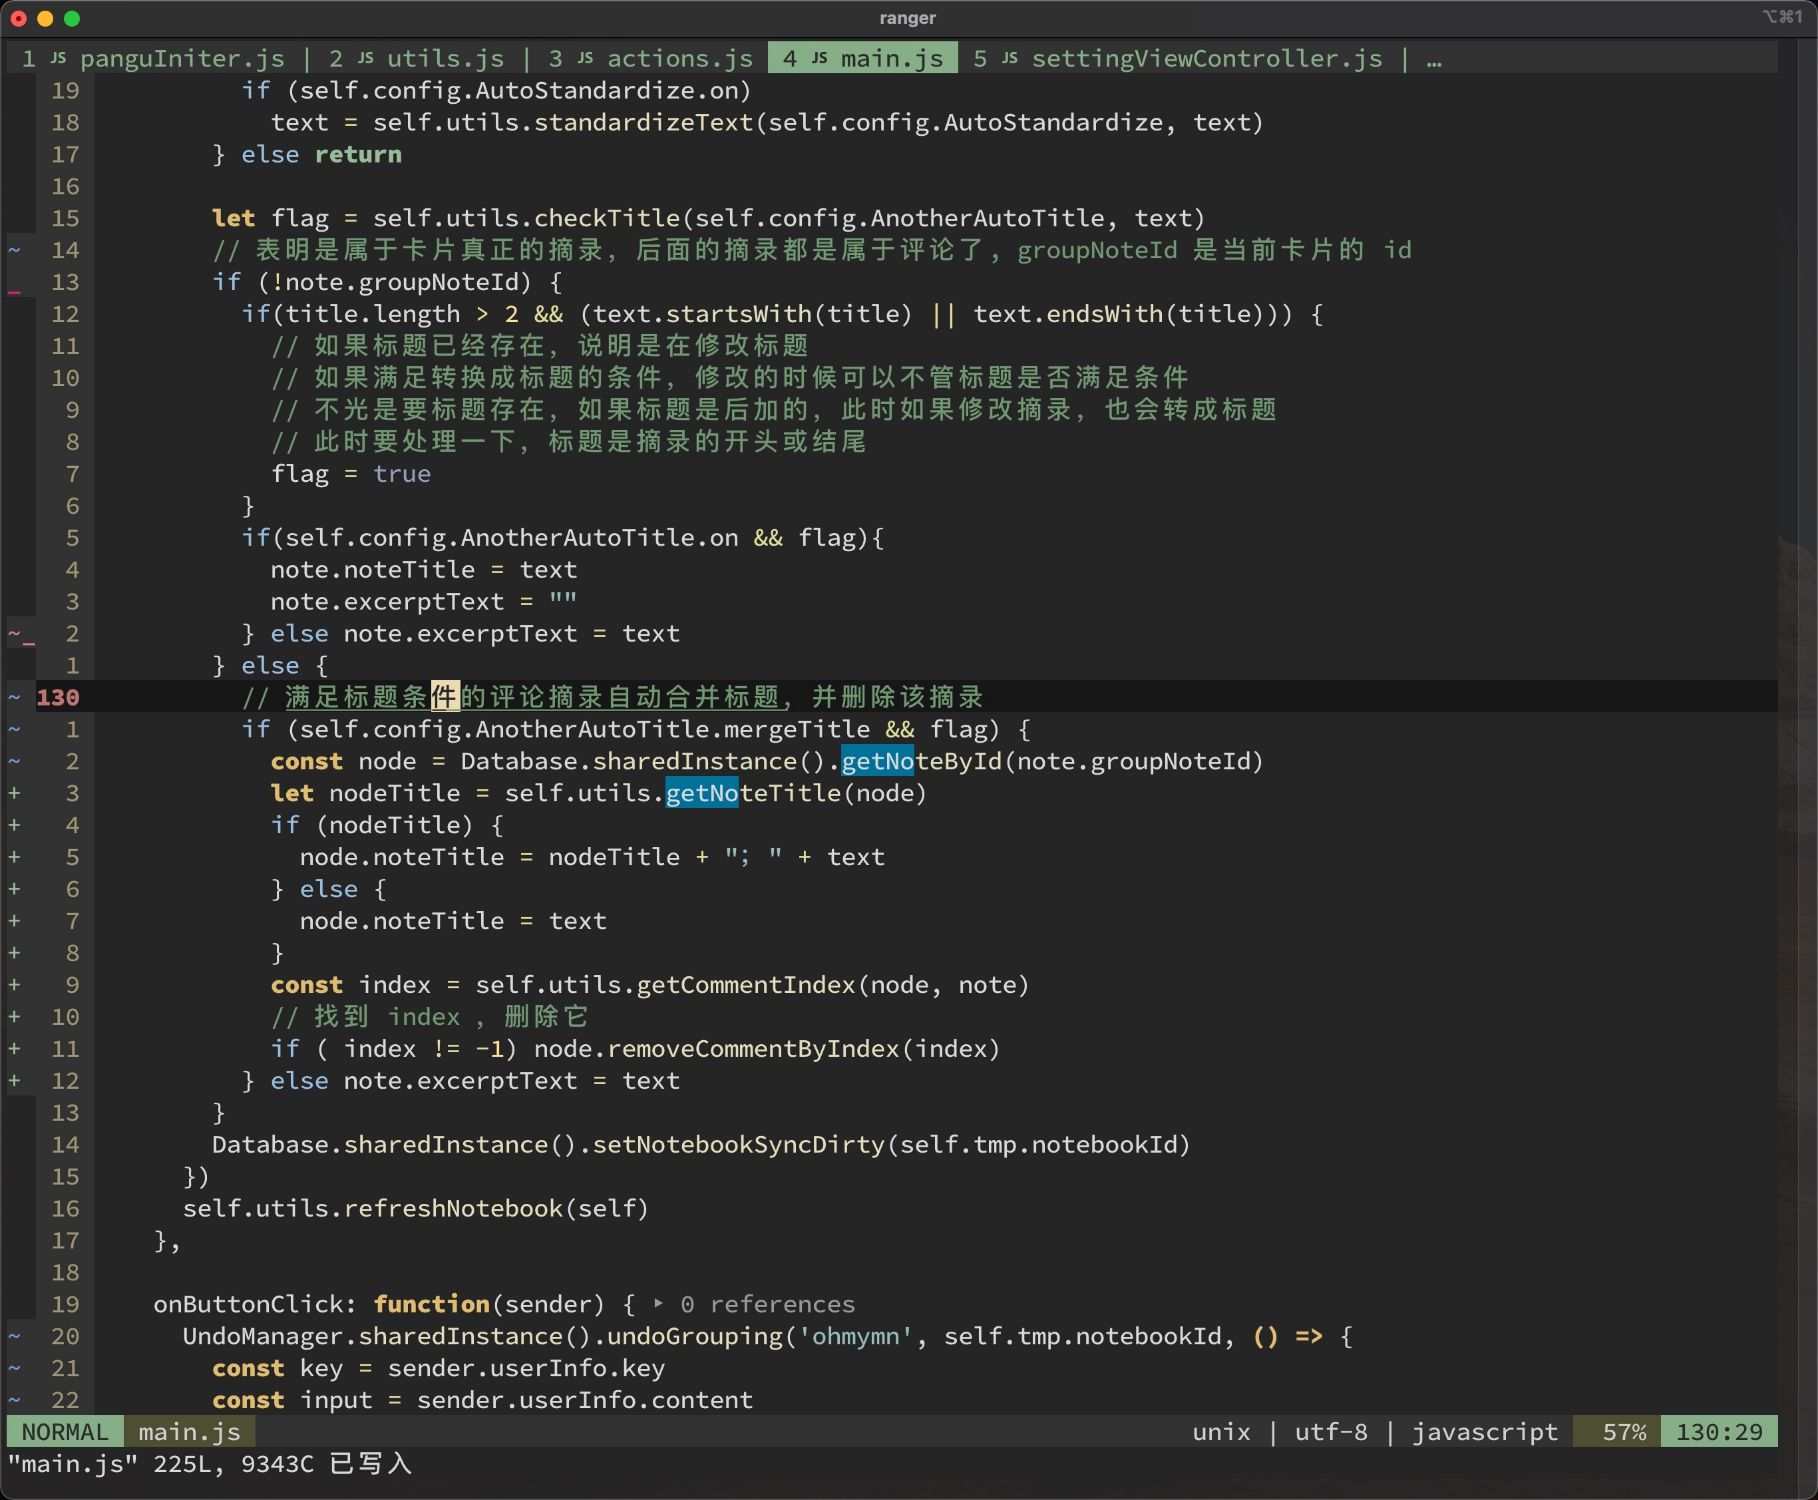 ranger
⌥⌘1
1 JS panguIniter.js | 2 JS utils.js | 3 JS actions.js 4 JS main.js 5 JS settingViewController.js | …
19 if (self.config.AutoStandardize.on)
18 text = self.utils.standardizeText(self.config.AutoStandardize, text)
17 } else return
16
15 let flag = self.utils.checkTitle(self.config.AnotherAutoTitle, text)
~ 14 // 表明是属于卡片真正的摘录，后面的摘录都是属于评论了，groupNoteId 是当前卡片的 id
_ 13 if (!note.groupNoteId) {
12 if(title.length > 2 && (text.startsWith(title) || text.endsWith(title))) {
11 // 如果标题已经存在，说明是在修改标题
10 // 如果满足转换成标题的条件，修改的时候可以不管标题是否满足条件
9 // 不光是要标题存在，如果标题是后加的，此时如果修改摘录，也会转成标题
8 // 此时要处理一下，标题是摘录的开头或结尾
7 flag = true
6 }
5 if(self.config.AnotherAutoTitle.on && flag){
4 note.noteTitle = text
3 note.excerptText = ""
~_ 2 } else note.excerptText = text
1 } else {
~ 130 // 满足标题条件的评论摘录自动合并标题，并删除该摘录
~ 1 if (self.config.AnotherAutoTitle.mergeTitle && flag) {
~ 2 const node = Database.sharedInstance().getNoteById(note.groupNoteId)
+ 3 let nodeTitle = self.utils.getNoteTitle(node)
+ 4 if (nodeTitle) {
+ 5 node.noteTitle = nodeTitle + "; " + text
+ 6 } else {
+ 7 node.noteTitle = text
+ 8 }
+ 9 const index = self.utils.getCommentIndex(node, note)
+ 10 // 找到 index ，删除它
+ 11 if ( index != -1) node.removeCommentByIndex(index)
+ 12 } else note.excerptText = text
13 }
14 Database.sharedInstance().setNotebookSyncDirty(self.tmp.notebookId)
15 })
16 self.utils.refreshNotebook(self)
17 },
18
19 onButtonClick: function(sender) { ‣ 0 references
~ 20 UndoManager.sharedInstance().undoGrouping('ohmymn', self.tmp.notebookId, () => {
~ 21 const key = sender.userInfo.key
~ 22 const input = sender.userInfo.content
NORMAL main.js unix | utf-8 | javascript 57% 130:29
"main.js" 225L, 9343C 已写入